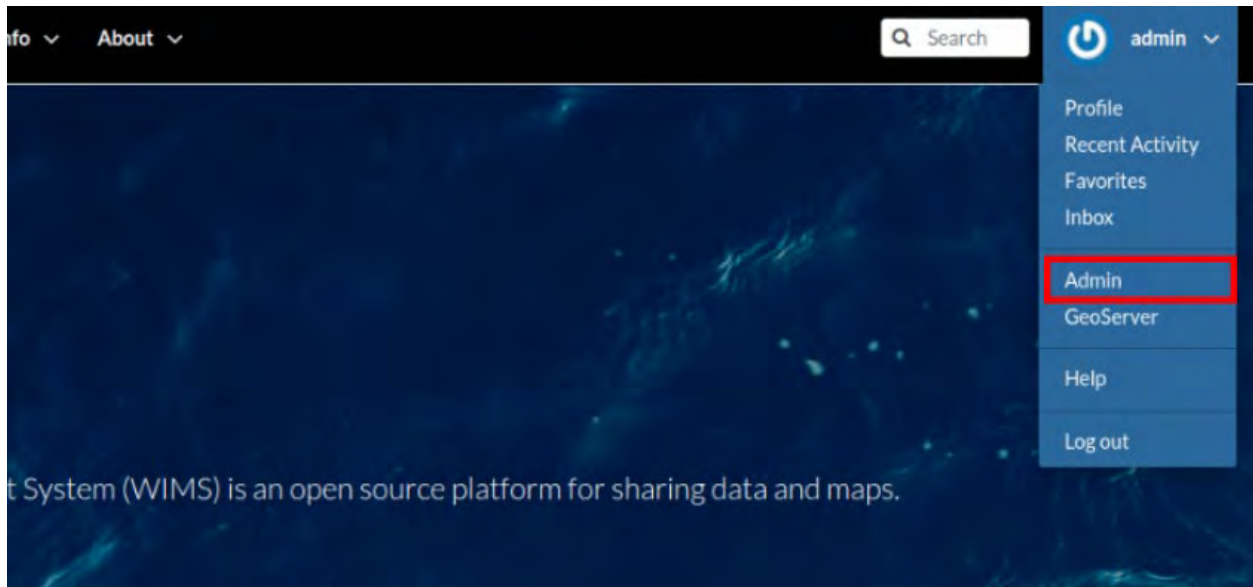 nfo About Search admin
Profile
Recent Activity
Favorites
Inbox
Admin
GeoServer
Help
Log out
t System (WIMS) is an open source platform for sharing data and maps.